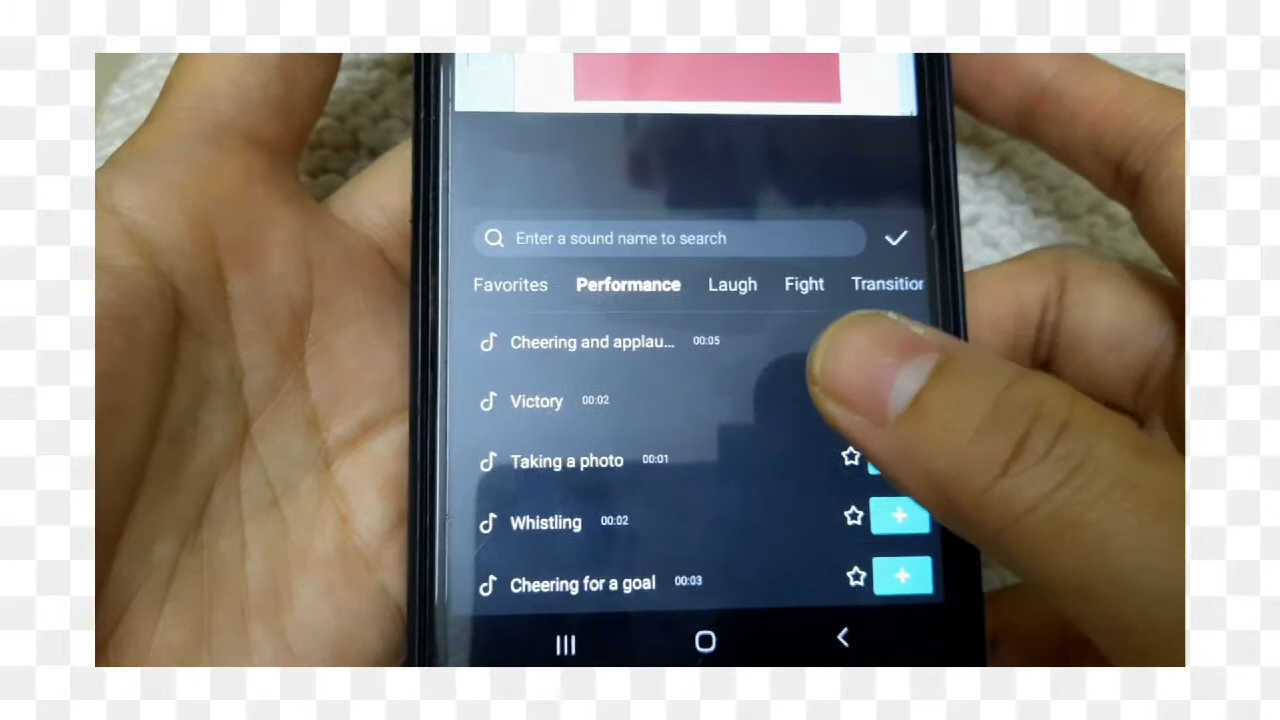 Enter a sound name to search
Favorites Performance Laugh Fight Transition
Cheering and applau... 00:05
Victory 00:02
Taking a photo 00:01
Whistling 00:02
Cheering for a goal 00:03